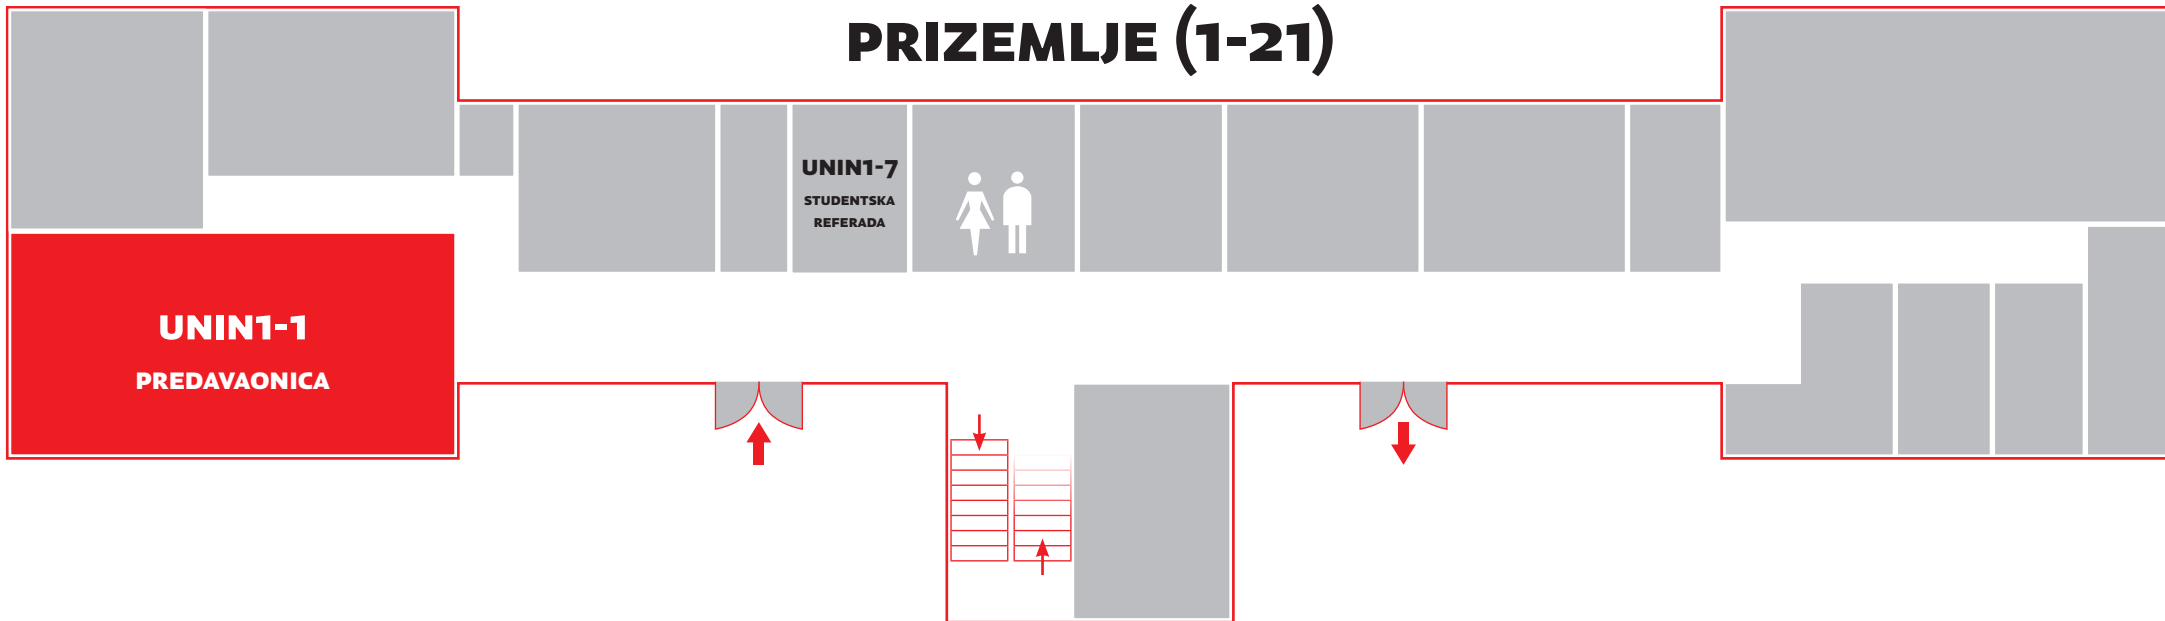 PRIZEMLJE (1-21)
UNIN1-7
STUDENTSKA
REFERADA
UNIN1-1
PREDAVAONICA